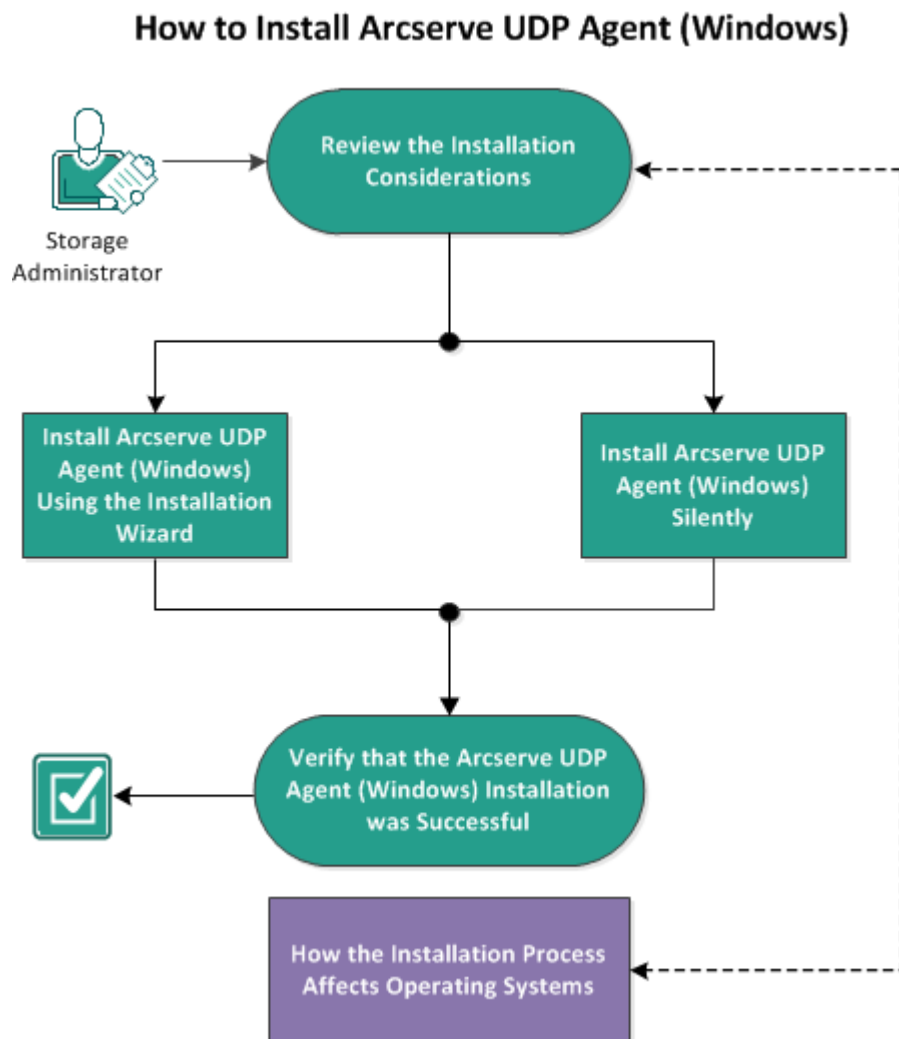 How to Install Arcserve UDP Agent (Windows)
Review the Installation
Considerations
Storage
Administrator
Install Arcserve UDP
Agent (Windows)
Using the Installation
Wizard
Install Arcserve UDP
Agent (Windows)
Silently
Verify that the Arcserve UDP
Agent (Windows) Installation
was Successful
How the Installation Process
Affects Operating Systems